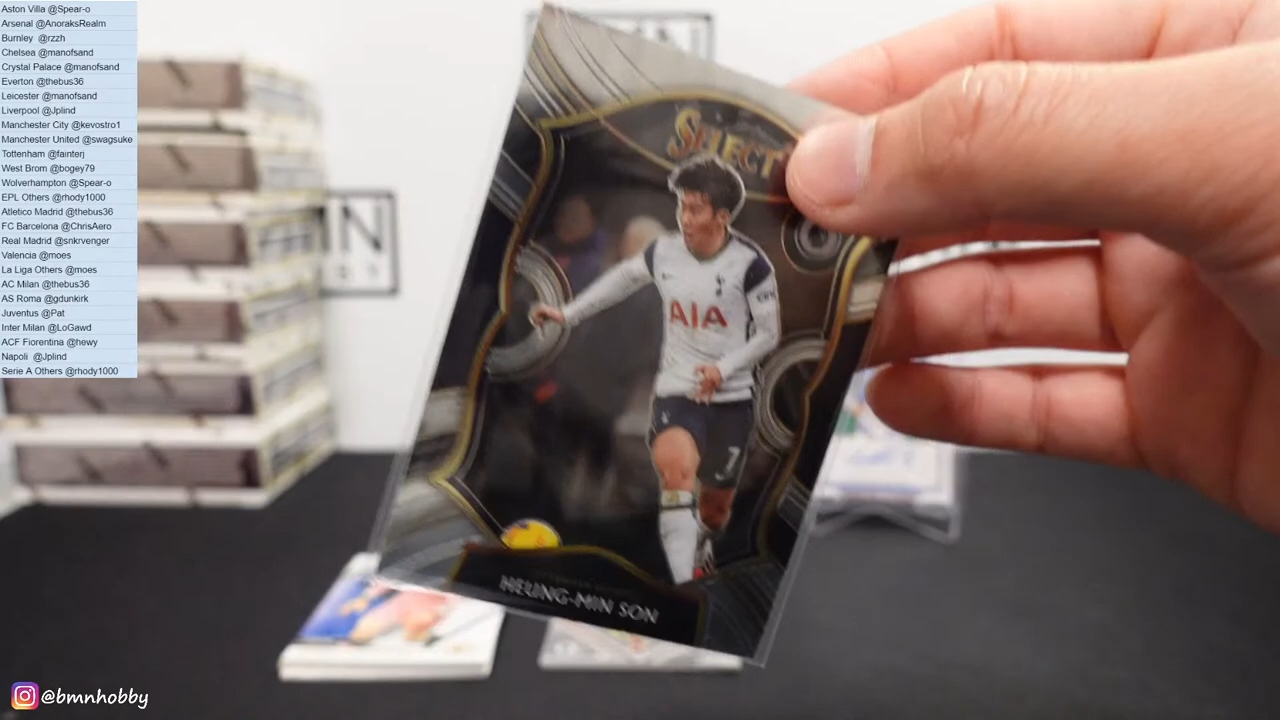 Aston Villa @Spear-o
Arsenal @AnoraksRealm
Burnley @rzzh
Chelsea @manofsand
Crystal Palace @manofsand
Everton @thebus36
Leicester @manofsand
Liverpool @Jplind
Manchester City @kevostro1
Manchester United @swagsuke
Tottenham @fainterj
West Brom @bogey79
Wolverhampton @Spear-o
EPL Others @rhody1000
Atletico Madrid @thebus36
FC Barcelona @ChrisAero
Real Madrid @snkrvenger
Valencia @moes
La Liga Others @moes
AC Milan @thebus36
AS Roma @gdunkirk
Juventus @Pat
Inter Milan @LoGawd
ACF Fiorentina @hewy
Napoli @Jplind
Serie A Others @rhody1000
SELECT
AIA
7
HEUNG-MIN SON
@bmnhobby